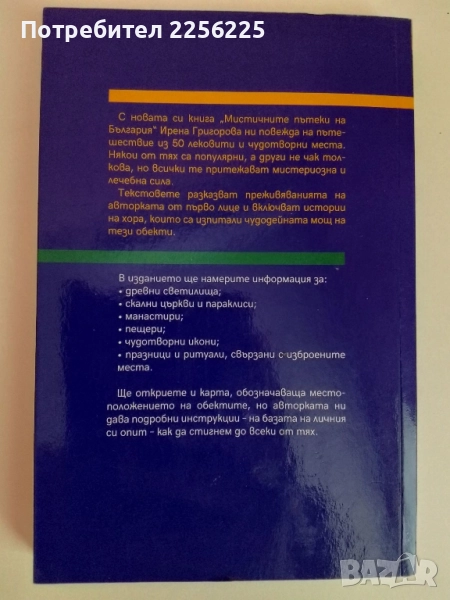 Потребител 2256225
С новата си книга „Мистичните пътеки на
България" Ирена Григорова ни повежда на пъте-
шествие из 50 лековити и чудотворни места.
Някои от тях са популярни, а други не чак тол-
кова, но всички те притежават мистериозна и
лечебна сила.
Текстовете разказват преживяванията на
авторката от първо лице и включват истории
на хора, които са изпитали чудодейната мощ на
тези обекти.
В изданието ще намерите информация за:
• древни светилища;
• скални църкви и параклиси;
• манастири;
• пещери;
• чудотворни икони;
• празници и ритуали, свързани с изброените
места.
Ще откриете и карта, обозначаваща место-
положението на обектите, но авторката ни
дава подробни инструкции - на базата на личния
си опит - как да стигнем до всеки от тях.
BAZAR